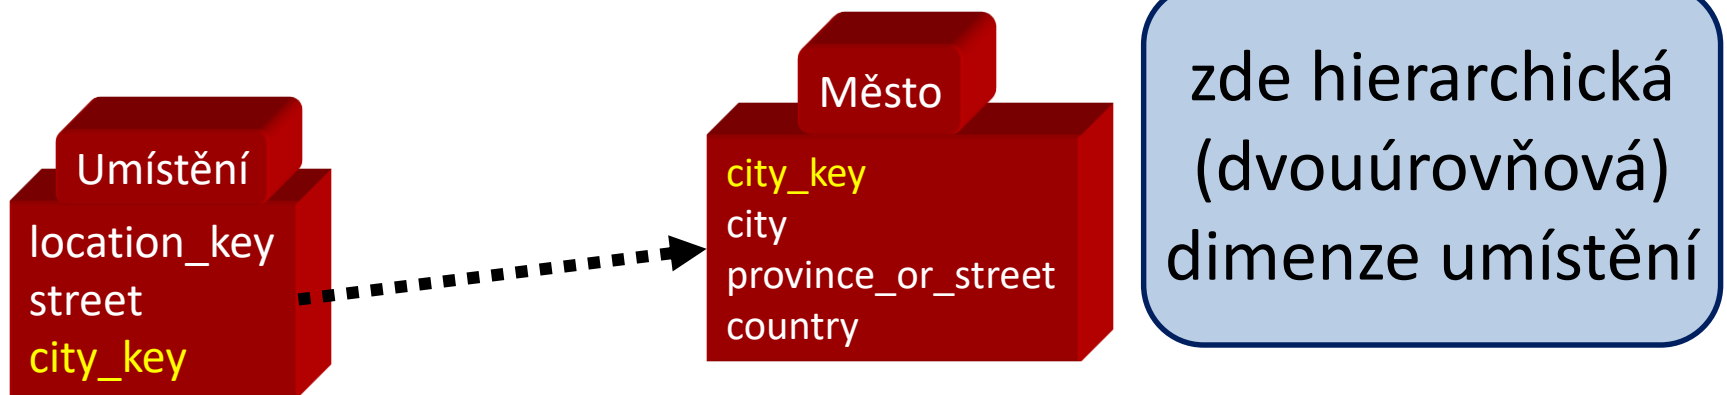 Umístění
location_key
street
city_key
Město
city_key
city
province_or_street
country
zde hierarchická
(dvouúrovňová)
dimenze umístění